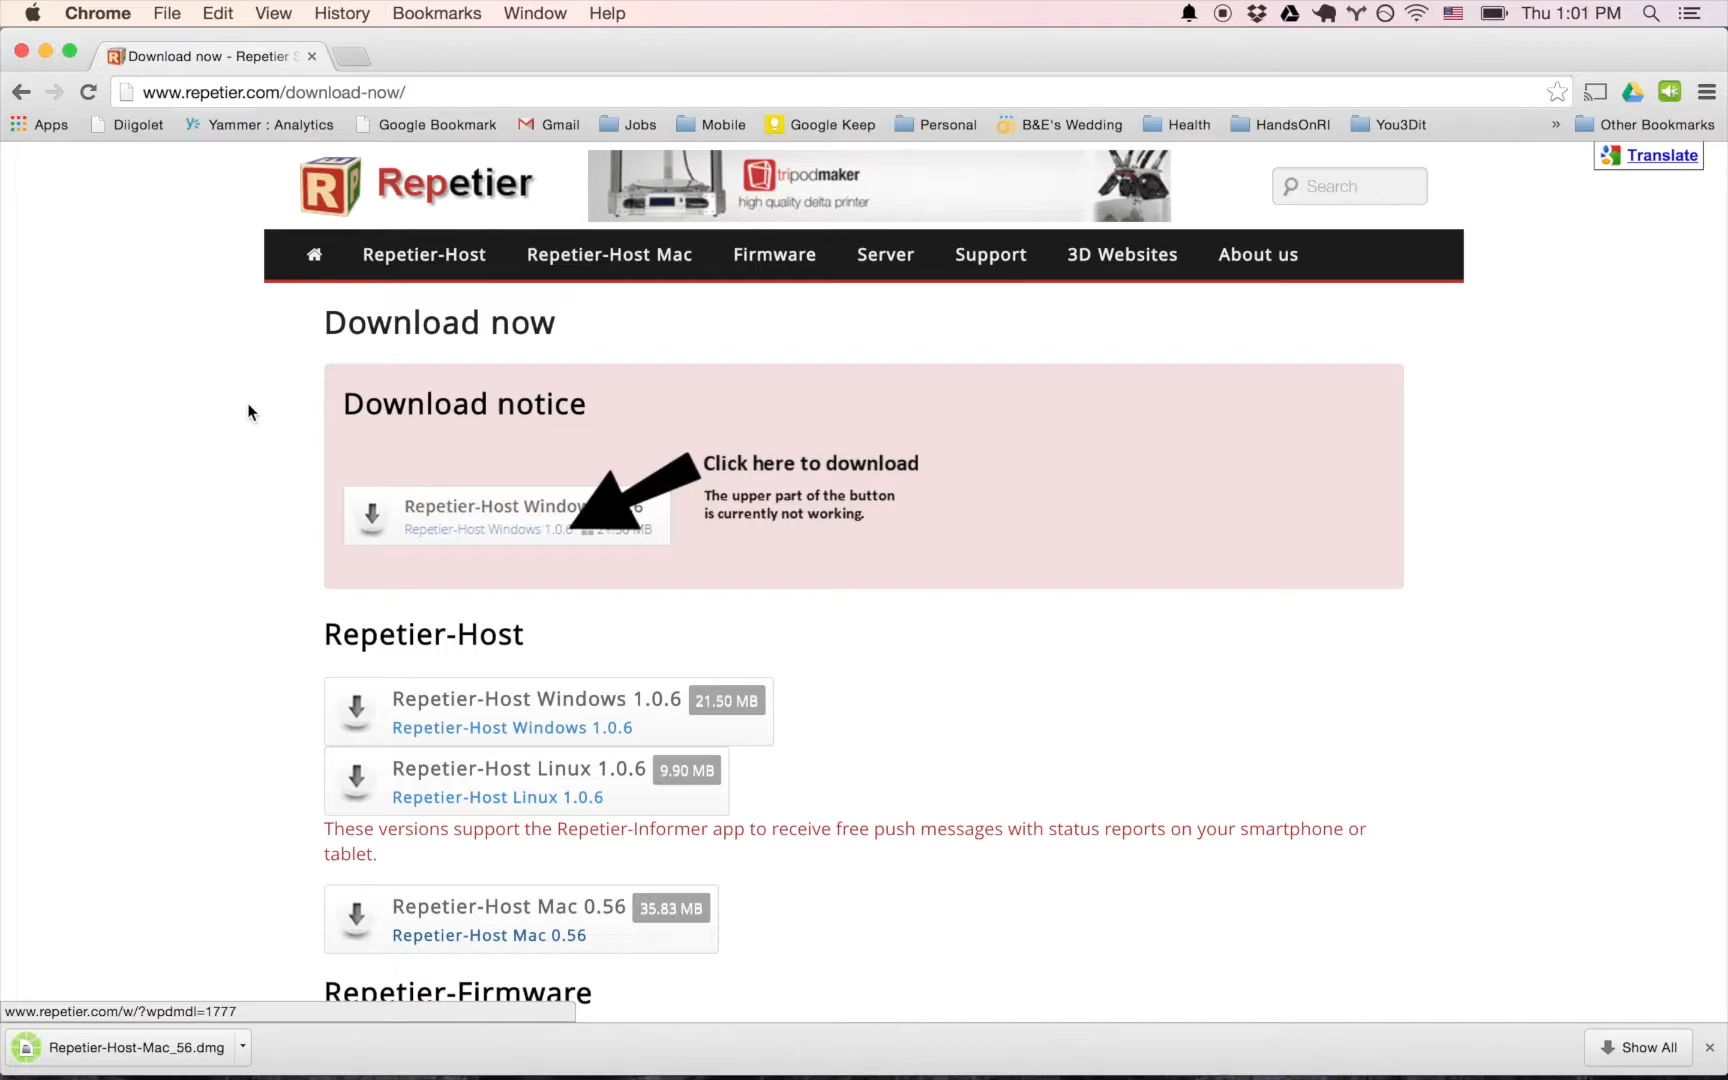 Chrome File Edit View History Bookmarks Window Help Thu 1:01 PM
Download now - Repetier S
www.repetier.com/download-now/
Apps Diigolet Yammer : Analytics Google Bookmark Gmail Jobs Mobile Google Keep Personal B&E's Wedding Health HandsOnRI You3Dit » Other Bookmarks
Translate
R Repetier
tripodmaker
high quality delta printer
Search
Repetier-Host Repetier-Host Mac Firmware Server Support 3D Websites About us
Download now
Download notice
Click here to download
The upper part of the button
is currently not working.
Repetier-Host Windo 6
Repetier-Host Windows 1.0.6 21.50 MB
Repetier-Host
Repetier-Host Windows 1.0.6 21.50 MB
Repetier-Host Windows 1.0.6
Repetier-Host Linux 1.0.6 9.90 MB
Repetier-Host Linux 1.0.6
These versions support the Repetier-Informer app to receive free push messages with status reports on your smartphone or
tablet.
Repetier-Host Mac 0.56 35.83 MB
Repetier-Host Mac 0.56
Repetier-Firmware
www.repetier.com/w/?wpdmdl=1777
Repetier-Host-Mac_56.dmg Show All